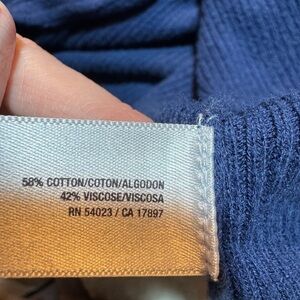 58% COTTON/COTON/ALGODON
42% VISCOSE/VISCOSA
RN 54023 / CA 17897